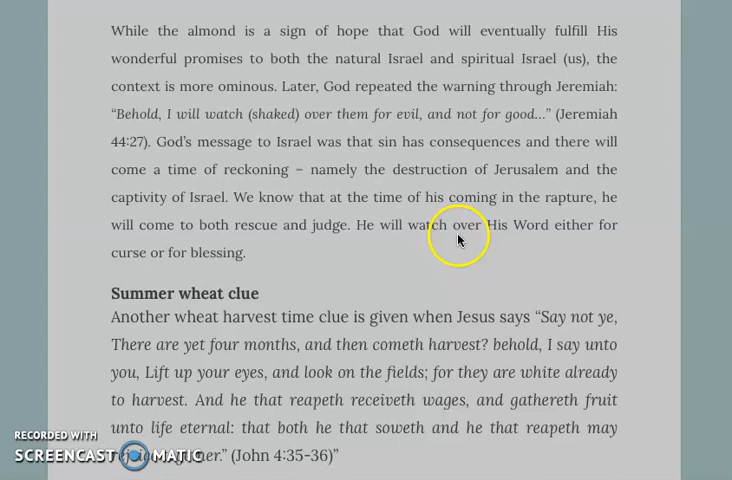 While the almond is a sign of hope that God will eventually fulfill His
wonderful promises to both the natural Israel and spiritual Israel (us), the
context is more ominous. Later, God repeated the warning through Jeremiah:
“Behold, I will watch (shaked) over them for evil, and not for good…” (Jeremiah
44:27). God’s message to Israel was that sin has consequences and there will
come a time of reckoning – namely the destruction of Jerusalem and the
captivity of Israel. We know that at the time of his coming in the rapture, he
will come to both rescue and judge. He will watch over His Word either for
curse or for blessing.
Summer wheat clue
Another wheat harvest time clue is given when Jesus says “Say not ye,
There are yet four months, and then cometh harvest? behold, I say unto
you, Lift up your eyes, and look on the fields; for they are white already
to harvest. And he that reapeth receiveth wages, and gathereth fruit
unto life eternal: that both he that soweth and he that reapeth may
(John 4:35-36)”
RECORDED WITH
SCREENCAST MATIC